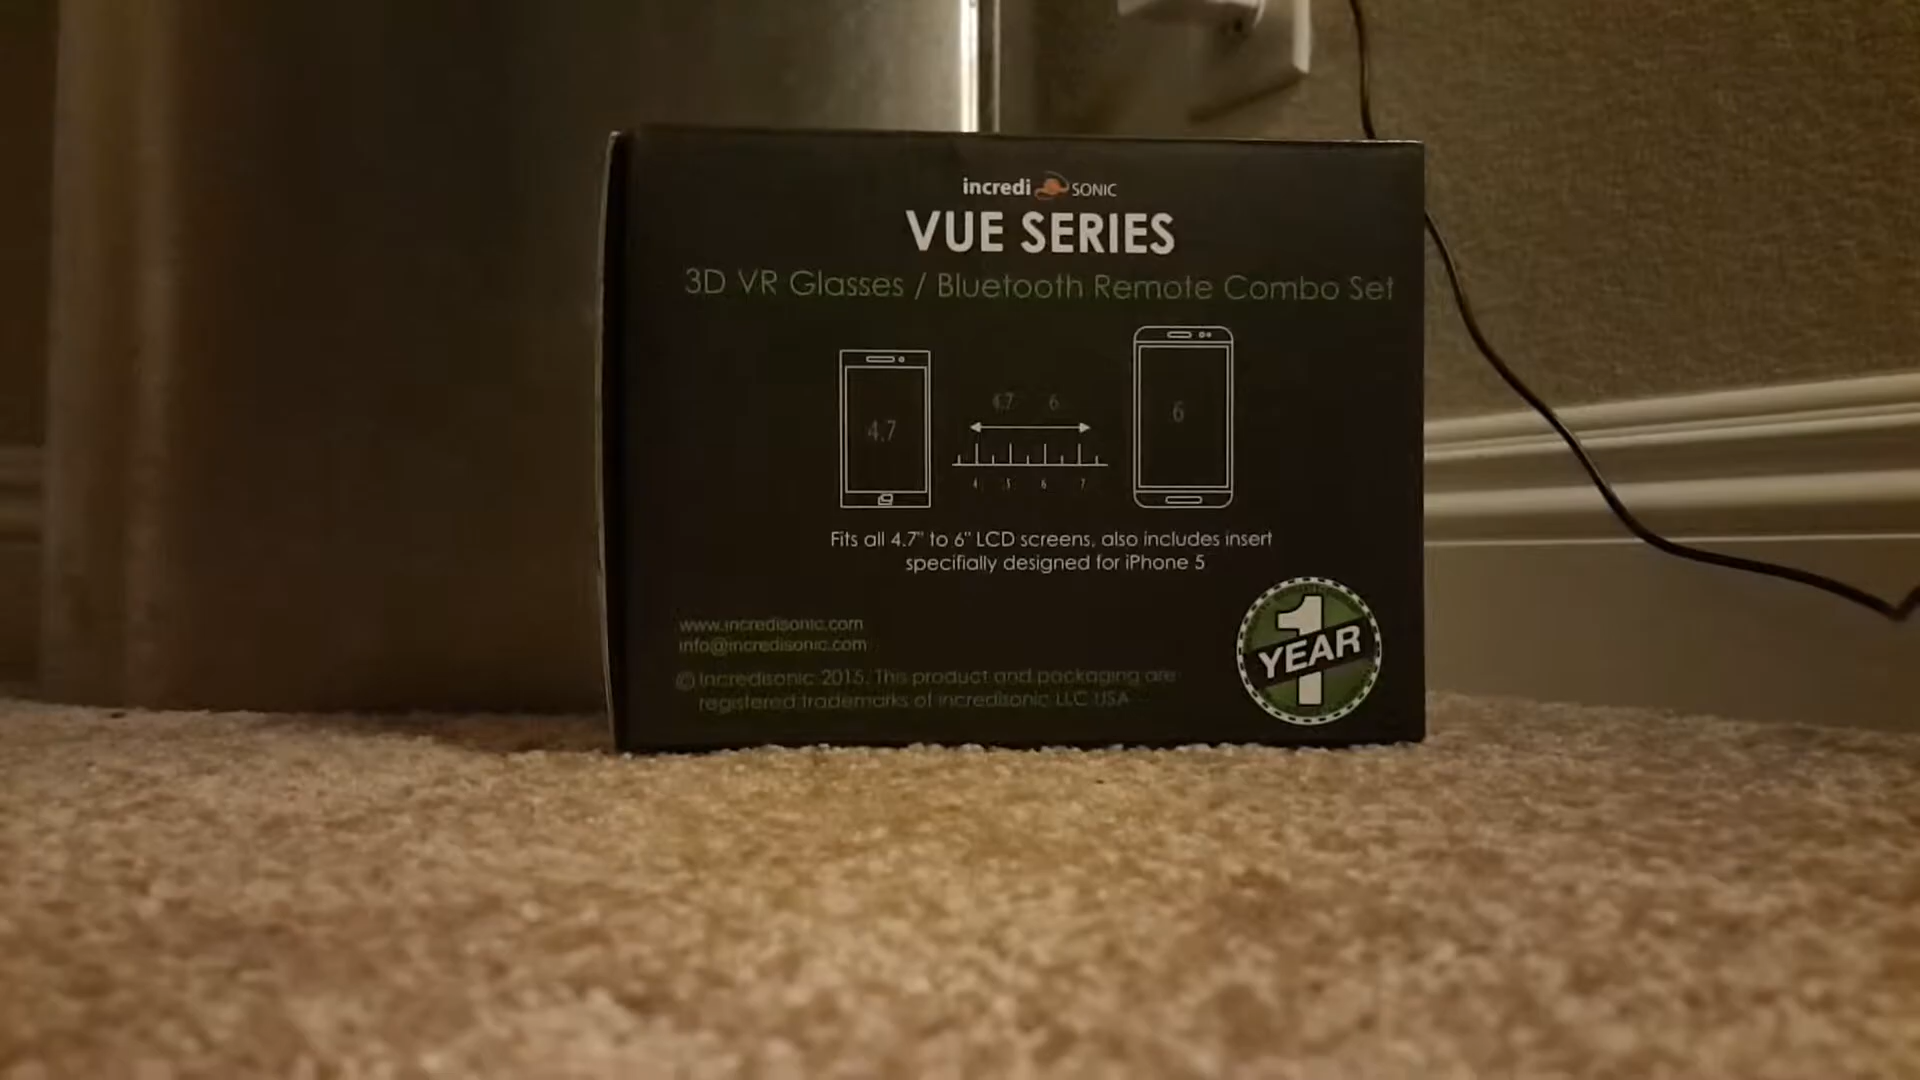 incredi SONIC
VUE SERIES
3D VR Glasses / Bluetooth Remote Combo Set
4.7
4.7 6
6
4 5 6 7
Fits all 4.7" to 6" LCD screens, also includes insert
specifially designed for iPhone 5
www.incredisonic.com
info@incredisonic.com
© Incredisonic 2015. This product and packaging are
registered trademarks of incredisonic LLC USA
1
YEAR